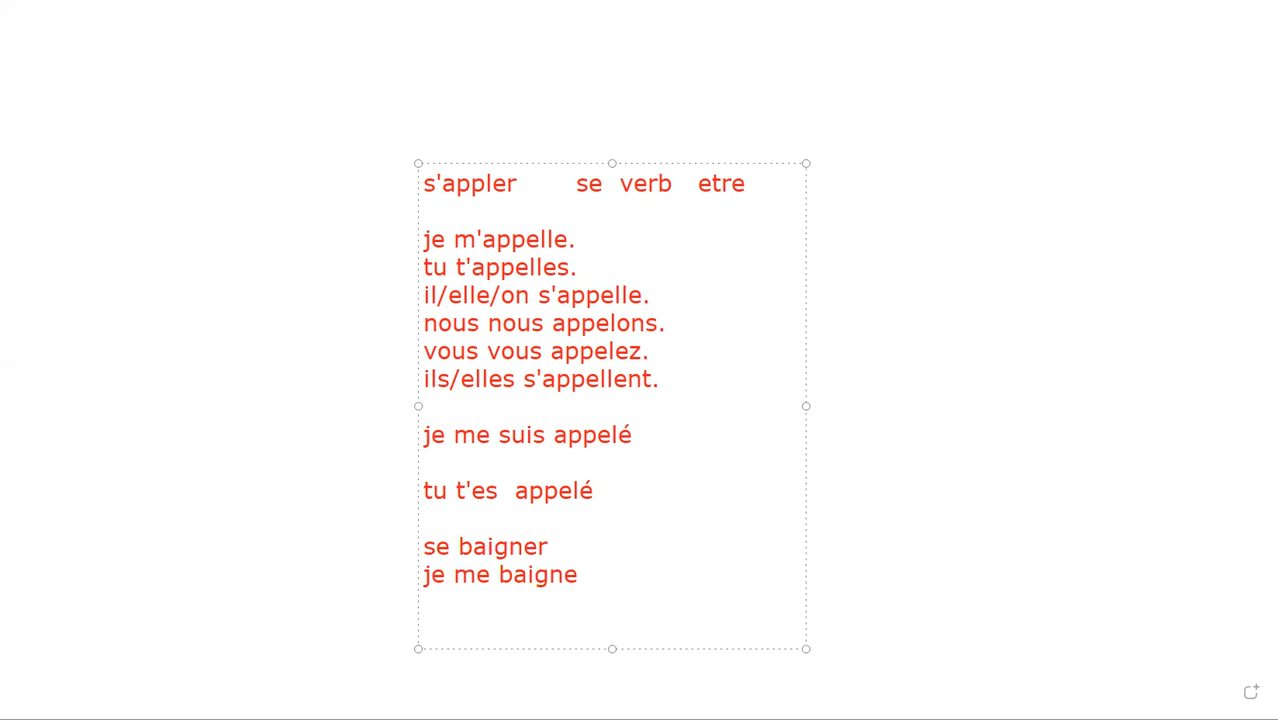 s'appler se verb etre
je m'appelle.
tu t'appelles.
il/elle/on s'appelle.
nous nous appelons.
vous vous appelez.
ils/elles s'appellent.
je me suis appelé
tu t'es appelé
se baigner
je me baigne